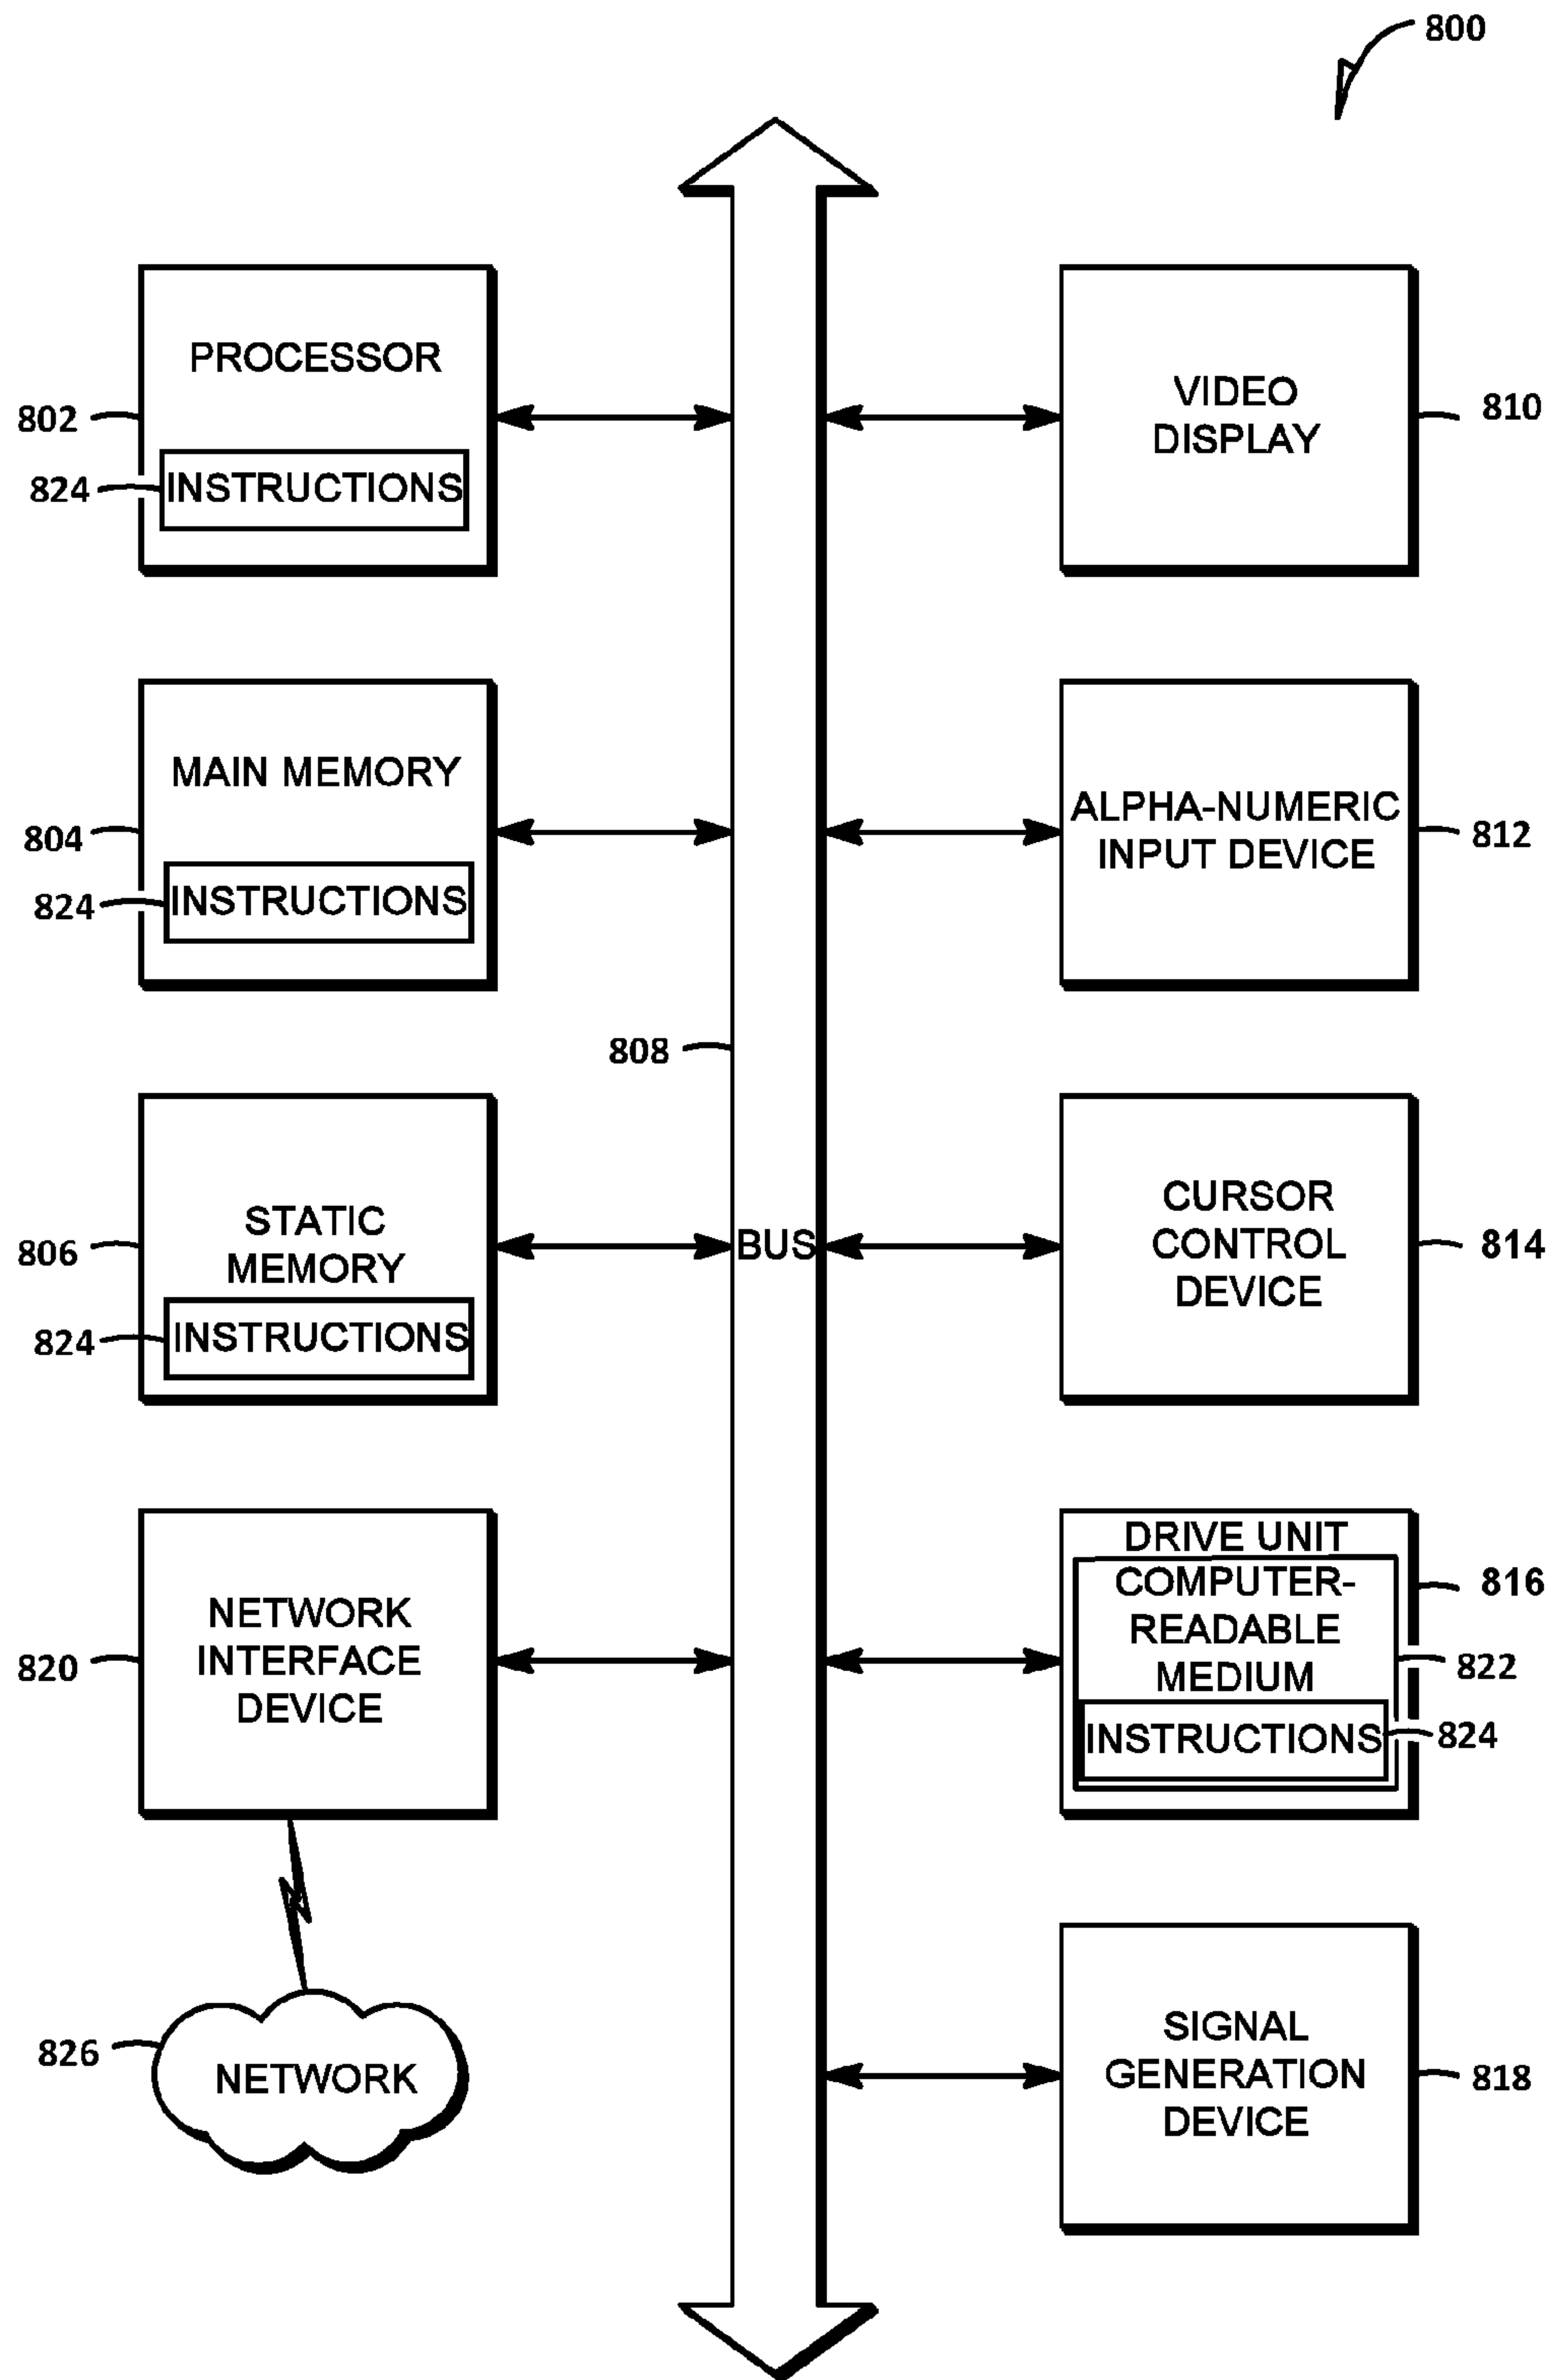 800
PROCESSOR
802
824
INSTRUCTIONS
VIDEO
DISPLAY
810
MAIN MEMORY
804
824
INSTRUCTIONS
ALPHA-NUMERIC
INPUT DEVICE
812
808
BUS
STATIC
MEMORY
806
824
INSTRUCTIONS
CURSOR
CONTROL
DEVICE
814
NETWORK
INTERFACE
DEVICE
820
DRIVE UNIT
COMPUTER-
READABLE
MEDIUM
INSTRUCTIONS
816
822
824
826
NETWORK
SIGNAL
GENERATION
DEVICE
818